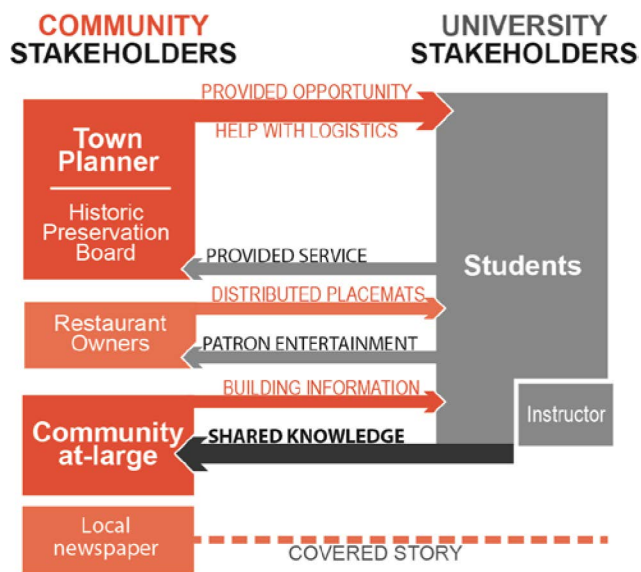 COMMUNITY
STAKEHOLDERS
UNIVERSITY
STAKEHOLDERS
PROVIDED OPPORTUNITY
HELP WITH LOGISTICS
Town
Planner
Historic
Preservation
Board
PROVIDED SERVICE
Students
DISTRIBUTED PLACEMATS
Restaurant
Owners
PATRON ENTERTAINMENT
BUILDING INFORMATION
Instructor
Community
at-large
SHARED KNOWLEDGE
Local
newspaper
COVERED STORY